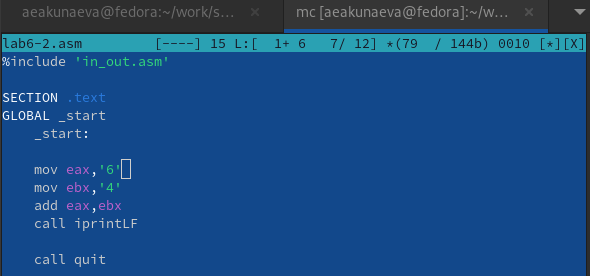 aeakunaeva@fedora:~/work/s... × mc [aeakunaeva@fedora]:~/w... ×
lab6-2.asm [----] 15 L:[ 1+ 6 7/ 12] *(79 / 144b) 0010 [*][X]
%include 'in_out.asm'
SECTION .text
GLOBAL _start
_start:
mov eax,'6'
mov ebx,'4'
add eax,ebx
call iprintLF
call quit